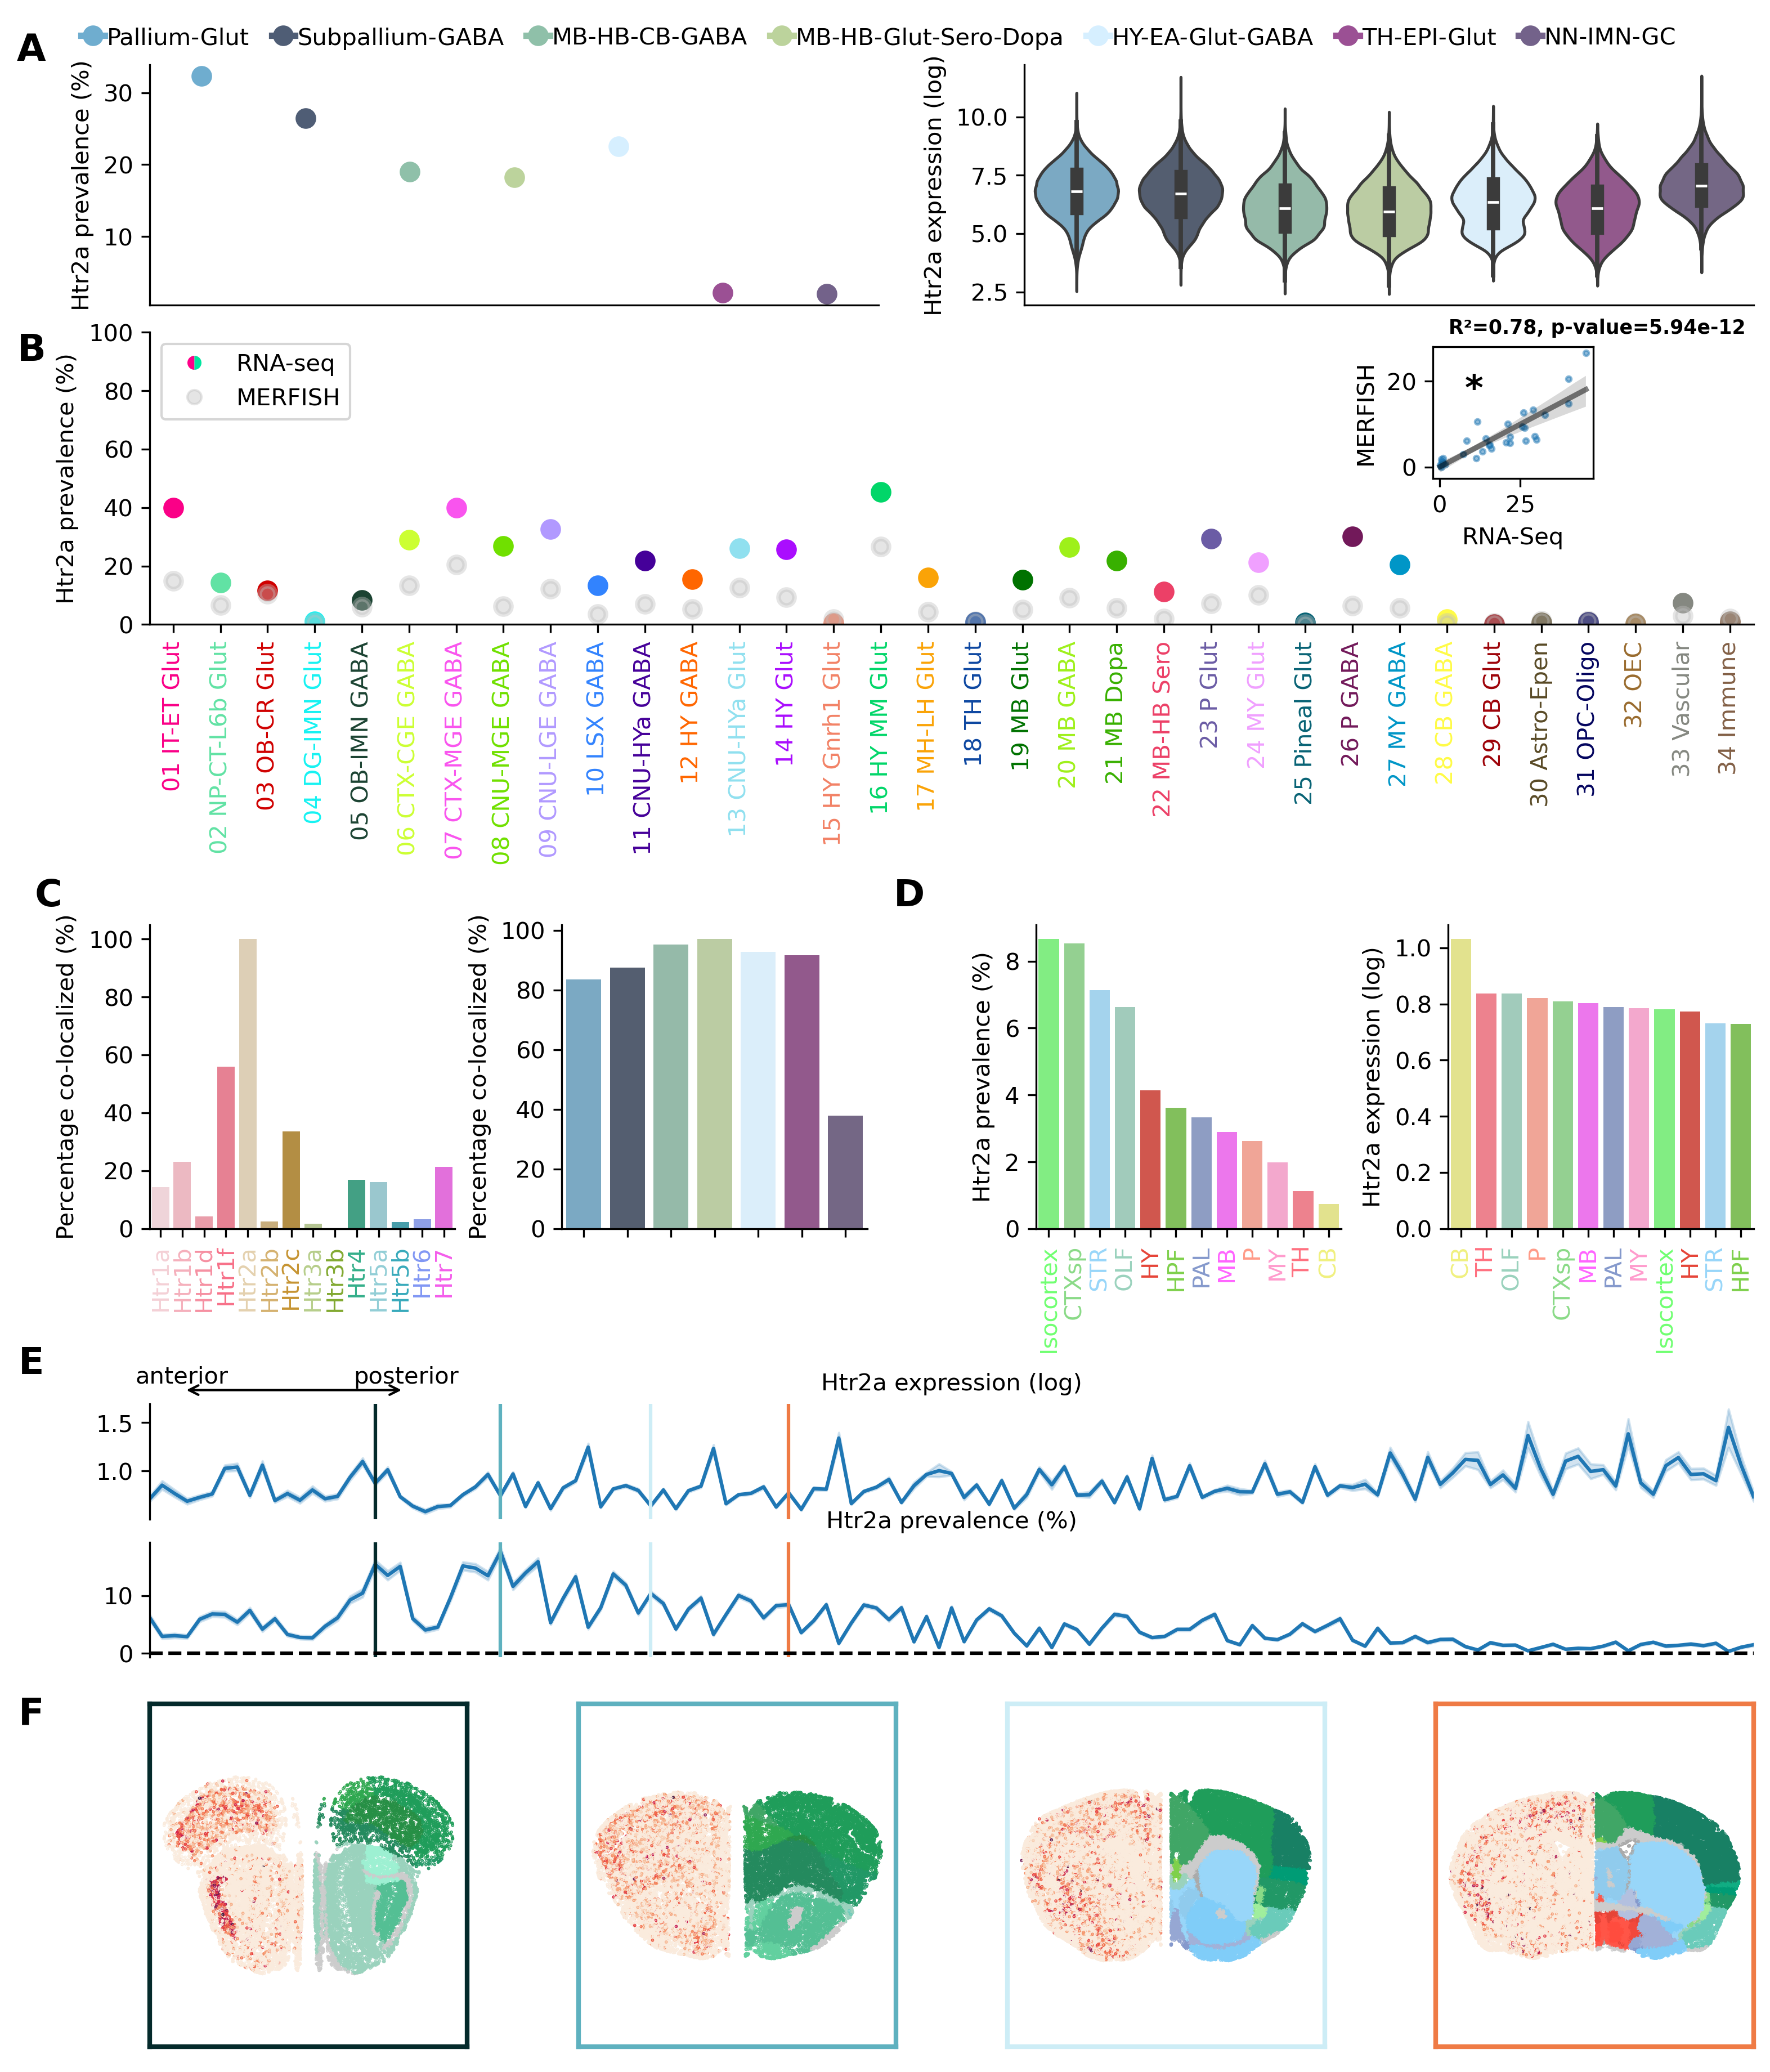 A
Pallium-Glut Subpallium-GABA MB-HB-CB-GABA MB-HB-Glut-Sero-Dopa HY-EA-Glut-GABA TH-EPI-Glut NN-IMN-GC
Htr2a prevalence (%)
30
20
10
Htr2a expression (log)
10.0
7.5
5.0
2.5
B
Htr2a prevalence (%)
100
80
60
40
20
0
RNA-seq
MERFISH
R²=0.78, p-value=5.94e-12
MERFISH
20
0
*
0 25
RNA-Seq
01 IT-ET Glut
02 NP-CT-L6b Glut
03 OB-CR Glut
04 DG-IMN Glut
05 OB-IMN GABA
06 CTX-CGE GABA
07 CTX-MGE GABA
08 CNU-MGE GABA
09 CNU-LGE GABA
10 LSX GABA
11 CNU-HYa GABA
12 HY GABA
13 CNU-HYa Glut
14 HY Glut
15 HY Gnrh1 Glut
16 HY MM Glut
17 MH-LH Glut
18 TH Glut
19 MB Glut
20 MB GABA
21 MB Dopa
22 MB-HB Sero
23 P Glut
24 MY Glut
25 Pineal Glut
26 P GABA
27 MY GABA
28 CB GABA
29 CB Glut
30 Astro-Epen
31 OPC-Oligo
32 OEC
33 Vascular
34 Immune
C
Percentage co-localized (%)
100
80
60
40
20
0
Htr1a
Htr1b
Htr1d
Htr1f
Htr2a
Htr2b
Htr2c
Htr3a
Htr3b
Htr4
Htr5a
Htr5b
Htr6
Htr7
Percentage co-localized (%)
100
80
60
40
20
0
D
Htr2a prevalence (%)
8
6
4
2
0
Isocortex
CTXsp
STR
OLF
HY
HPF
PAL
MB
P
MY
TH
CB
Htr2a expression (log)
1.0
0.8
0.6
0.4
0.2
0.0
CB
TH
OLF
P
CTXsp
MB
PAL
MY
Isocortex
HY
STR
HPF
E
anterior posterior
Htr2a expression (log)
1.5
1.0
Htr2a prevalence (%)
10
0
F